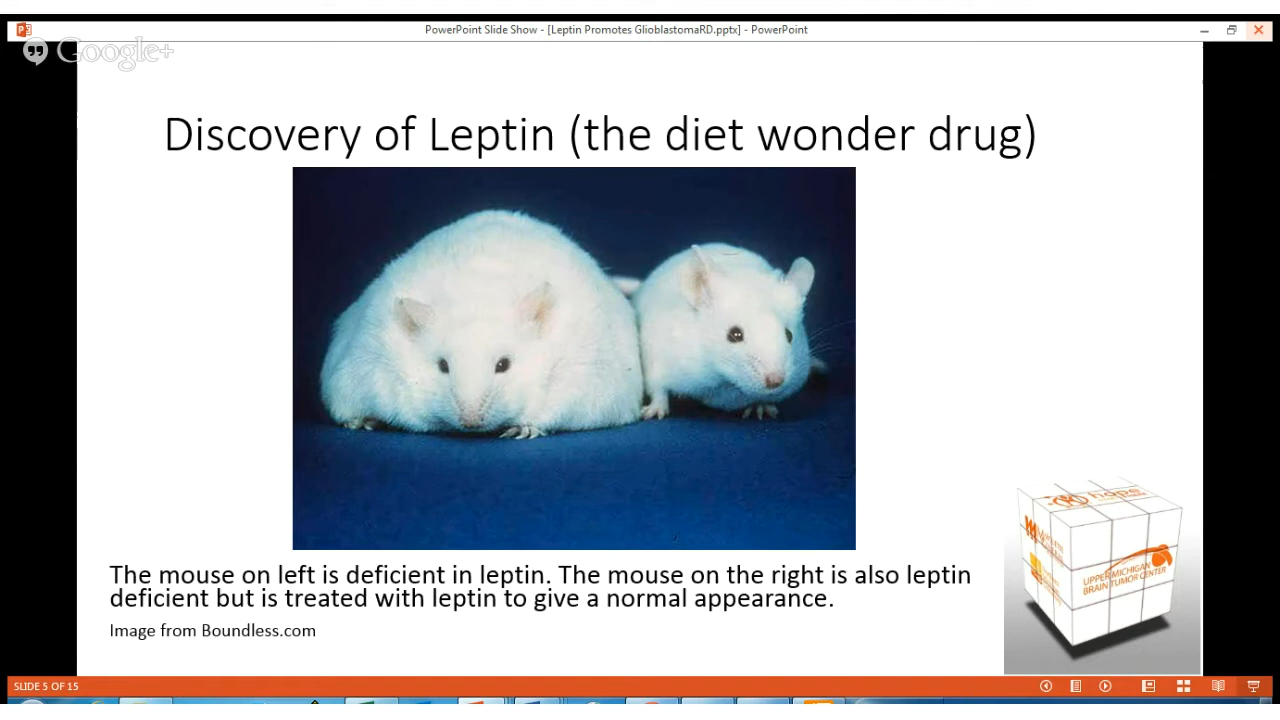 PowerPoint Slide Show - [Leptin Promotes GlioblastomaRD.pptx] - PowerPoint
Google+
Discovery of Leptin (the diet wonder drug)
hope
UPPER MICHIGAN
BRAIN TUMOR CENTER
The mouse on left is deficient in leptin. The mouse on the right is also leptin
deficient but is treated with leptin to give a normal appearance.
Image from Boundless.com
SLIDE 5 OF 15